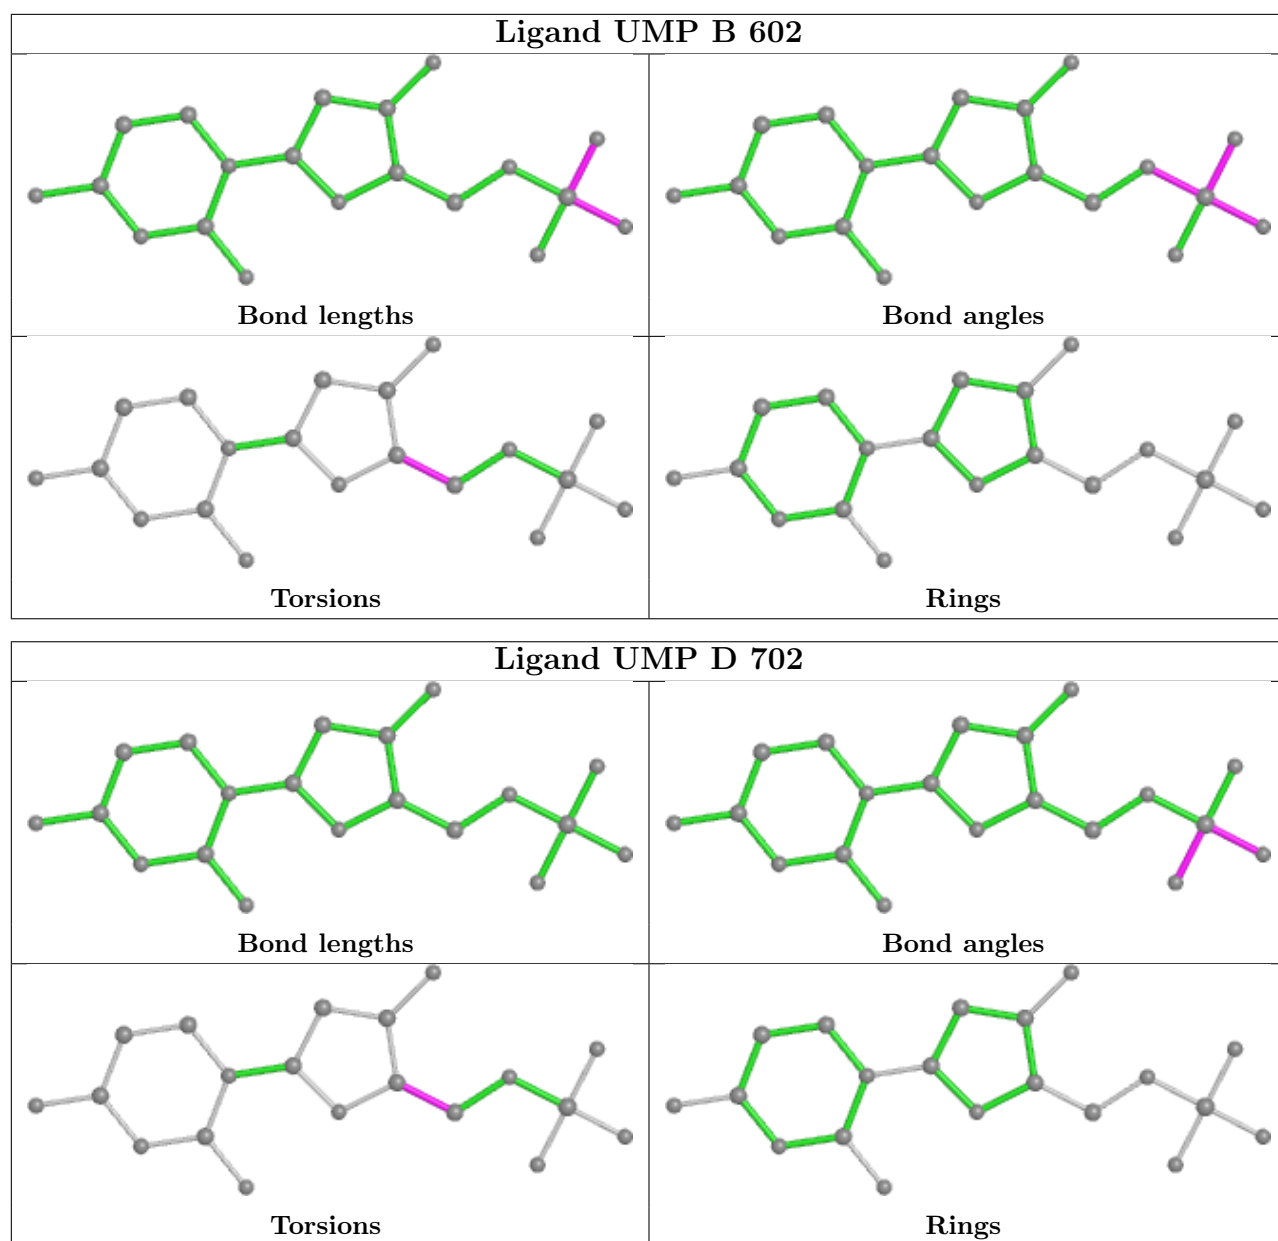 Ligand UMP B 602
Bond lengths
Bond angles
Torsions
Rings
Ligand UMP D 702
Bond lengths
Bond angles
Torsions
Rings